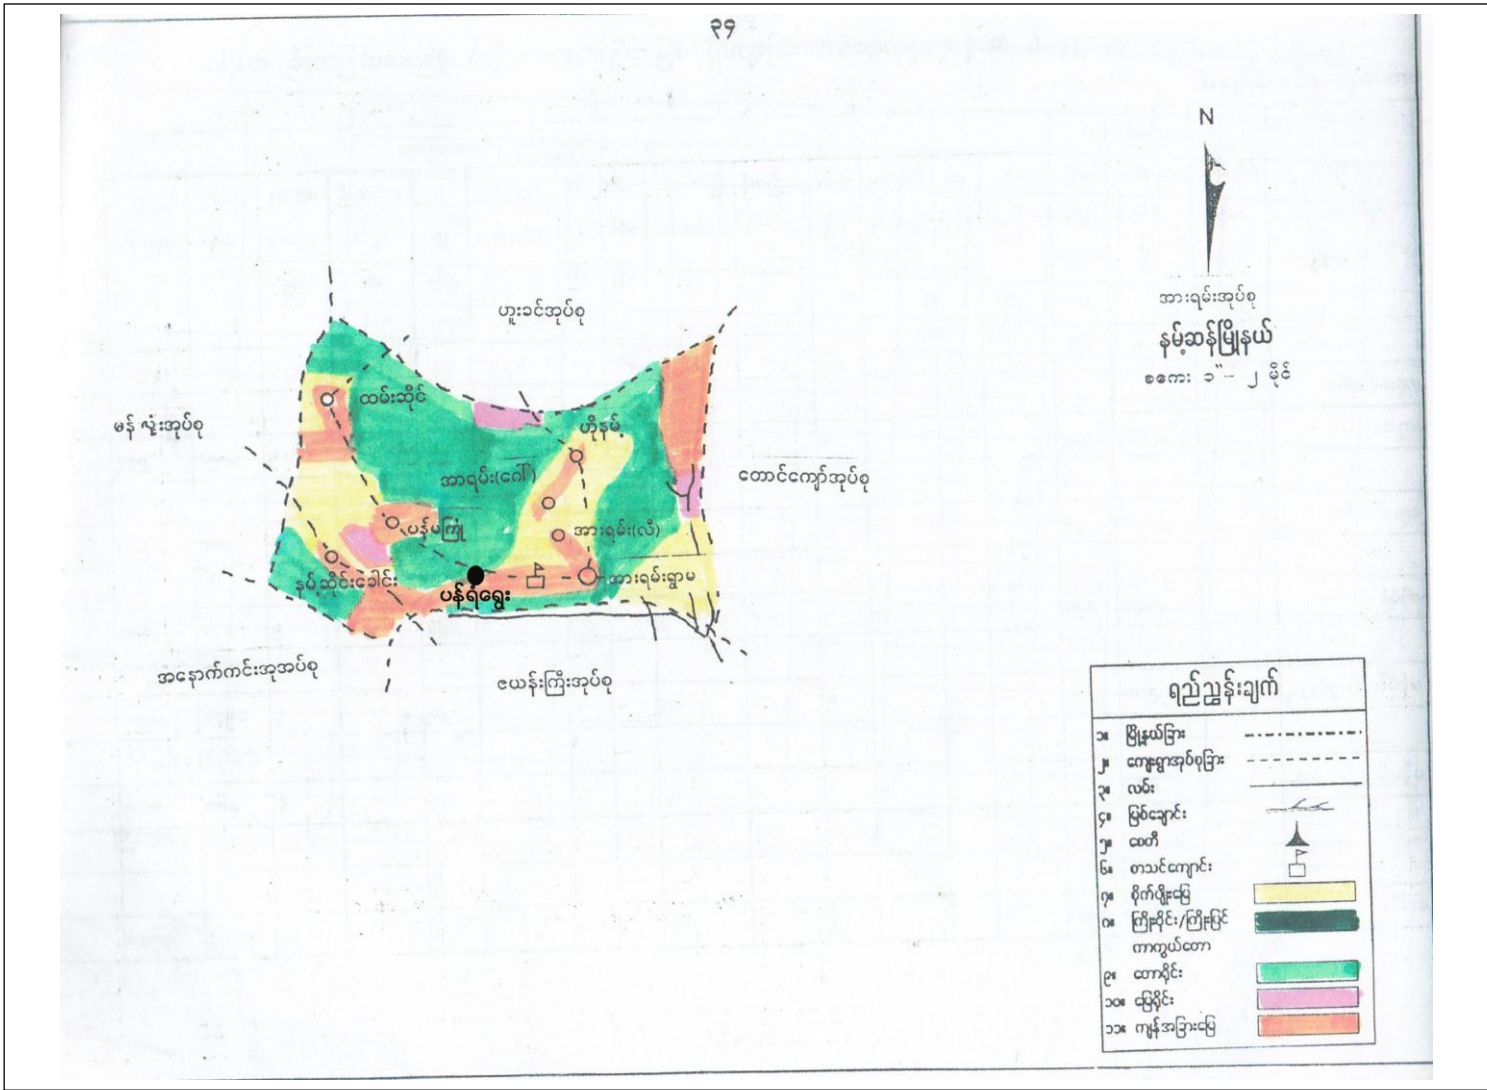 ၃၄
N
အားရမ်းအုပ်စု
နမ့်ဆန်မြို့နယ်
စကေး ၁" - ၂ မိုင်
ဟူးခင်အုပ်စု
ထမ်းဆိုင်
မန်လုံးအုပ်စု
ဟိုနမ့်
အာရမ်း(ဂေါ်)
တောင်ကျော်အုပ်စု
ပန်မကြုံ
အားရမ်း(လီ)
နမ့်ဆိုင်းခေါင်း
အားရမ်းရွာမ
ပန်ရံရွေး
အနောက်ကင်းအုအပ်စု
ဇယန်းကြီးအုပ်စု
ရည်ညွှန်းချက်
၁။ မြို့နယ်ခြား
၂။ ကျေးရွာအုပ်စုခြား
၃။ လမ်း
၄။ မြစ်ချောင်း
၅။ စေတီ
၆။ စာသင်ကျောင်း
၇။ စိုက်ပျိုးမြေ
၈။ ကြိုးဝိုင်း/ကြိုးပြင်
ကာကွယ်တော
၉။ တောရိုင်း
၁၀။ မြေရိုင်း
၁၁။ ကျန်အခြားမြေ